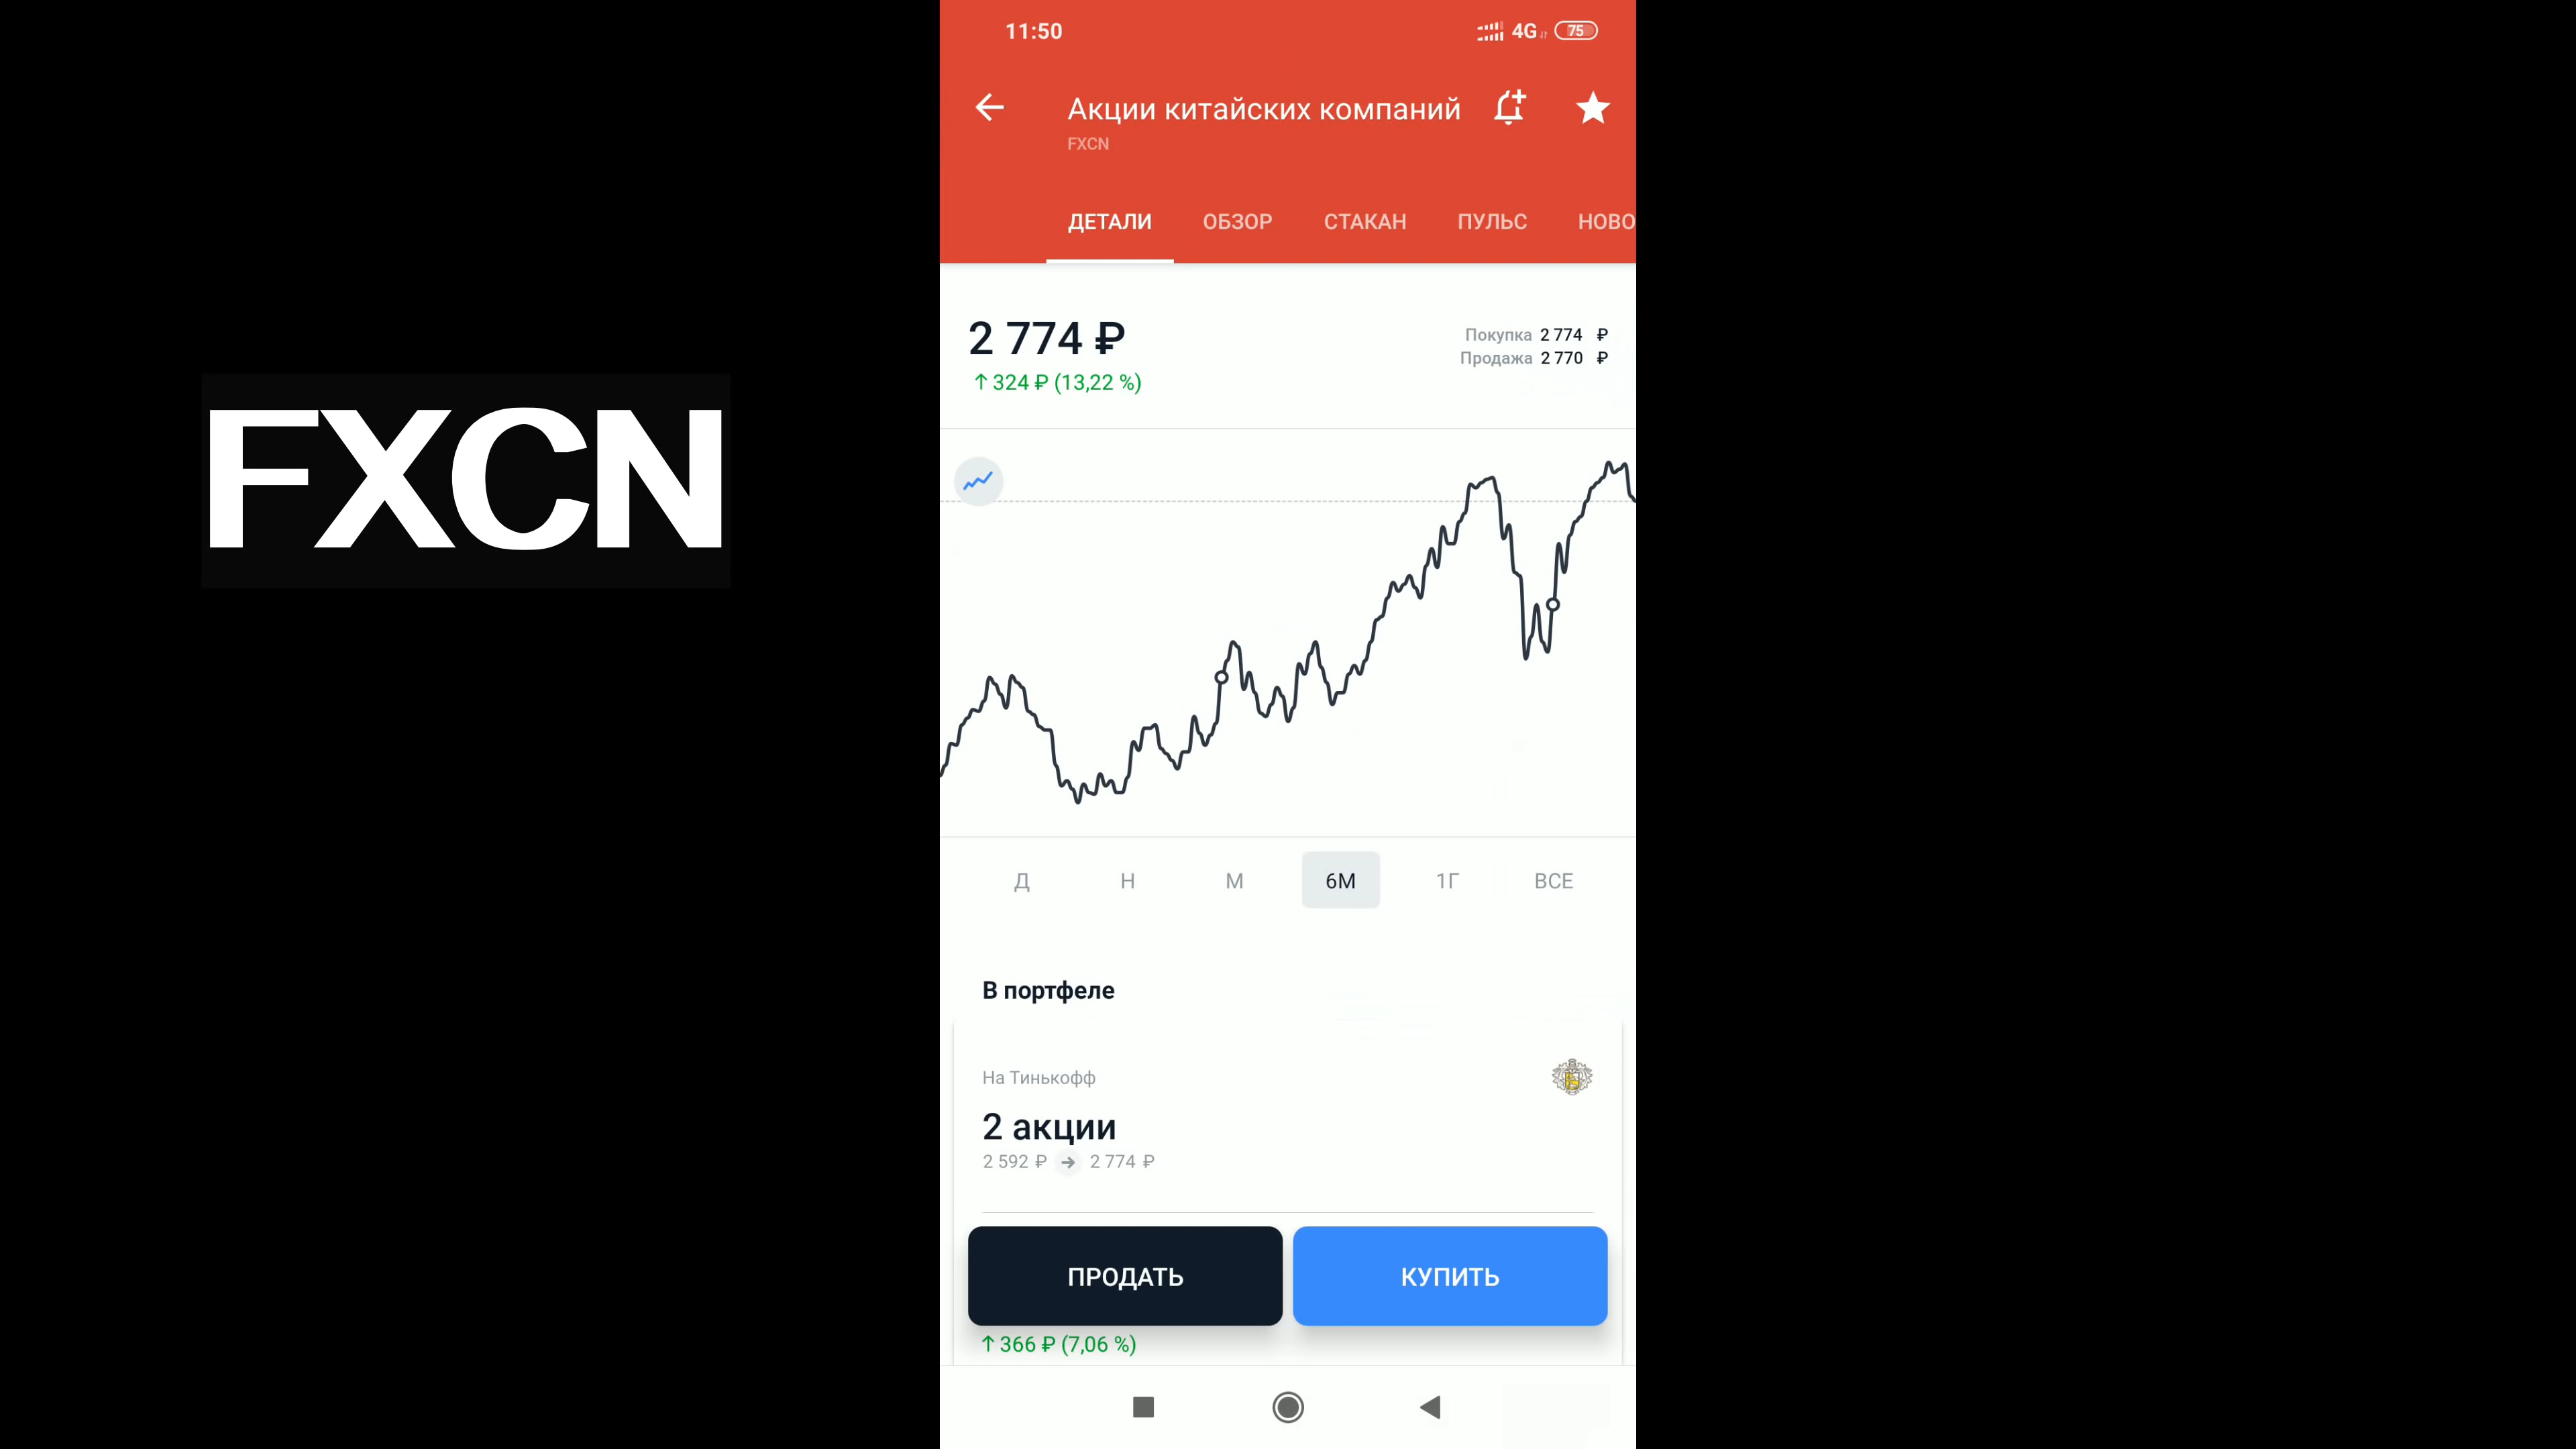 FXCN
11:50
4G 75
Акции китайских компаний
FXCN
ДЕТАЛИ ОБЗОР СТАКАН ПУЛЬС НОВО
2 774 ₽
Покупка 2 774 ₽
Продажа 2 770 ₽
↑ 324 ₽ (13,22 %)
Д Н М 6М 1Г ВСЕ
В портфеле
На Тинькофф
2 акции
2 592 ₽ → 2 774 ₽
ПРОДАТЬ КУПИТЬ
↑ 366 ₽ (7,06 %)